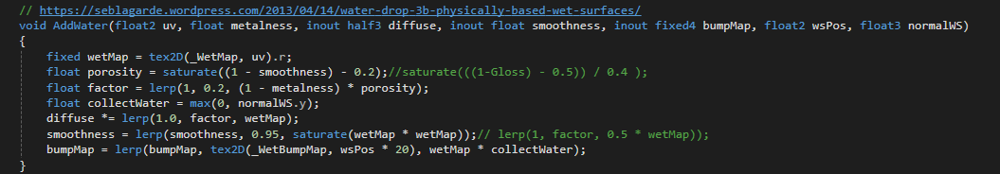 // https://seblagarde.wordpress.com/2013/04/14/water-drop-3b-physically-based-wet-surfaces/
void AddWater(float2 uv, float metalness, inout half3 diffuse, inout float smoothness, inout fixed4 bumpMap, float2 wsPos, float3 normalWS)
{
    fixed wetMap = tex2D(_WetMap, uv).r;
    float porosity = saturate((1 - smoothness) - 0.2);//saturate(((1-Gloss) - 0.5)) / 0.4 );
    float factor = lerp(1, 0.2, (1 - metalness) * porosity);
    float collectWater = max(0, normalWS.y);
    diffuse *= lerp(1.0, factor, wetMap);
    smoothness = lerp(smoothness, 0.95, saturate(wetMap * wetMap));// lerp(1, factor, 0.5 * wetMap));
    bumpMap = lerp(bumpMap, tex2D(_WetBumpMap, wsPos * 20), wetMap * collectWater);
}